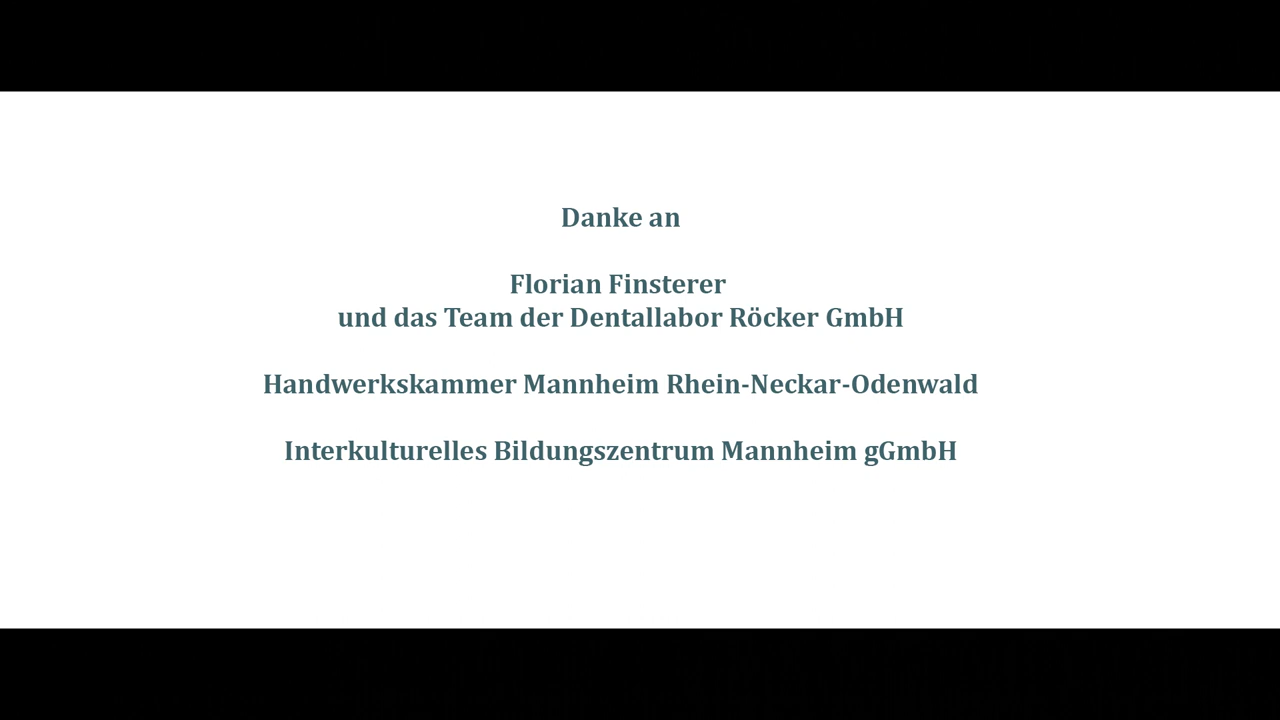 Danke an
Florian Finsterer
und das Team der Dentallabor Röcker GmbH
Handwerkskammer Mannheim Rhein-Neckar-Odenwald
Interkulturelles Bildungszentrum Mannheim gGmbH